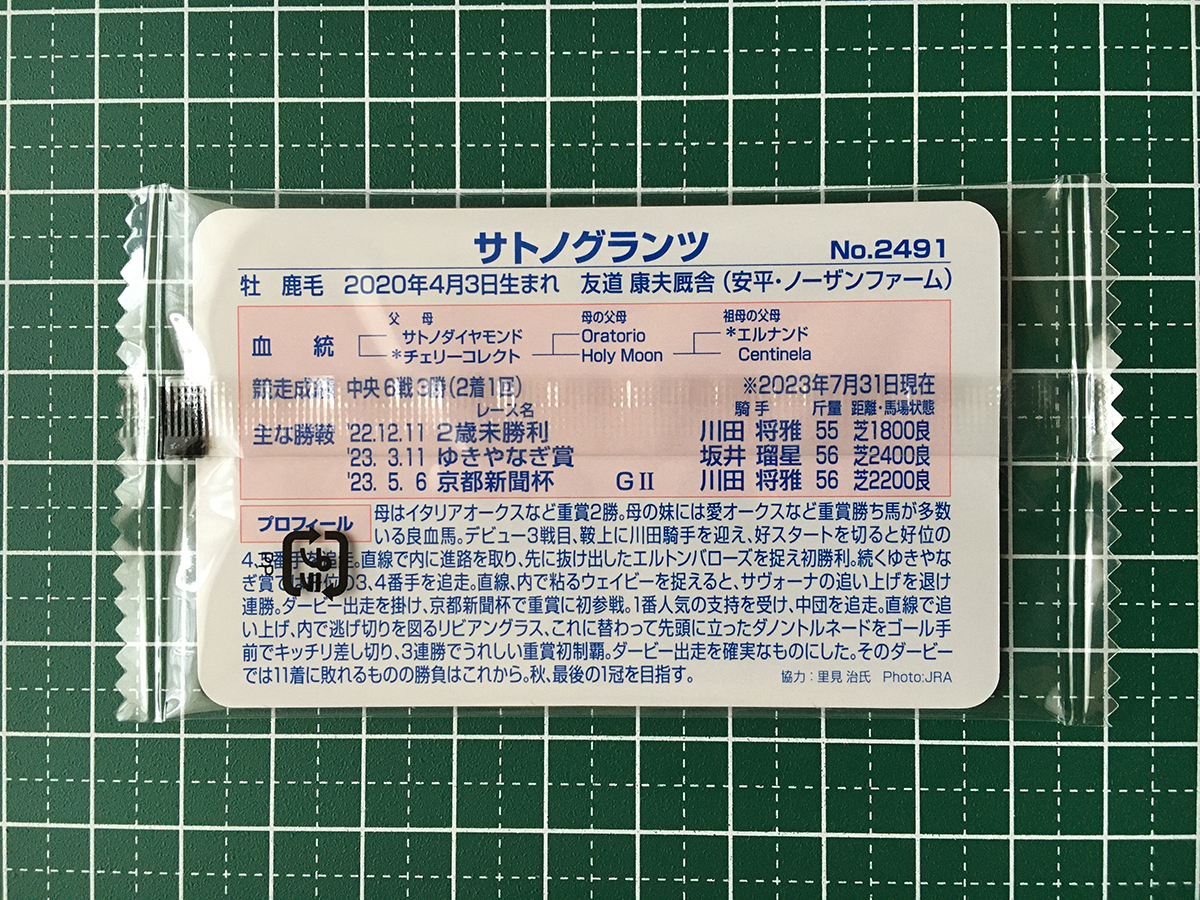 サトノグランツ No.2491
牡 鹿毛 2020年4月3日生まれ 友道 康夫厩舎(安平・ノーザンファーム)
父 母 母の父母 祖母の父母
血統 サトノダイヤモンド Oratorio *エルナンド
*チェリーコレクト Holy Moon Centinela
競走成績 中央6戦3勝(2着1回) ※2023年7月31日現在
レース名 騎手 斤量 距離・馬場状態
主な勝鞍 '22.12.11 2歳未勝利 川田 将雅 55 芝1800良
'23. 3.11 ゆきやなぎ賞 坂井 瑠星 56 芝2400良
'23. 5. 6 京都新聞杯 GⅡ 川田 将雅 56 芝2200良
プロフィール 母はイタリアオークスなど重賞2勝。母の妹には愛オークスなど重賞勝ち馬が多数
いる良血馬。デビュー3戦目、鞍上に川田騎手を迎え、好スタートを切ると好位の
4、5番手を追走。直線で内に進路を取り、先に抜け出したエルトンバローズを捉え初勝利。続くゆきやな
ぎ賞では 位の3、4番手を追走。直線、内で粘るウェイビーを捉えると、サヴォーナの追い上げを退け
連勝。ダービー出走を掛け、京都新聞杯で重賞に初参戦。1番人気の支持を受け、中団を追走。直線で追
い上げ、内で逃げ切りを図るリビアングラス、これに替わって先頭に立ったダノントルネードをゴール手
前でキッチリ差し切り、3連勝でうれしい重賞初制覇。ダービー出走を確実なものにした。そのダービー
では11着に敗れるものの勝負はこれから。秋、最後の1冠を目指す。
協力：里見 治氏 Photo:JRA
PP